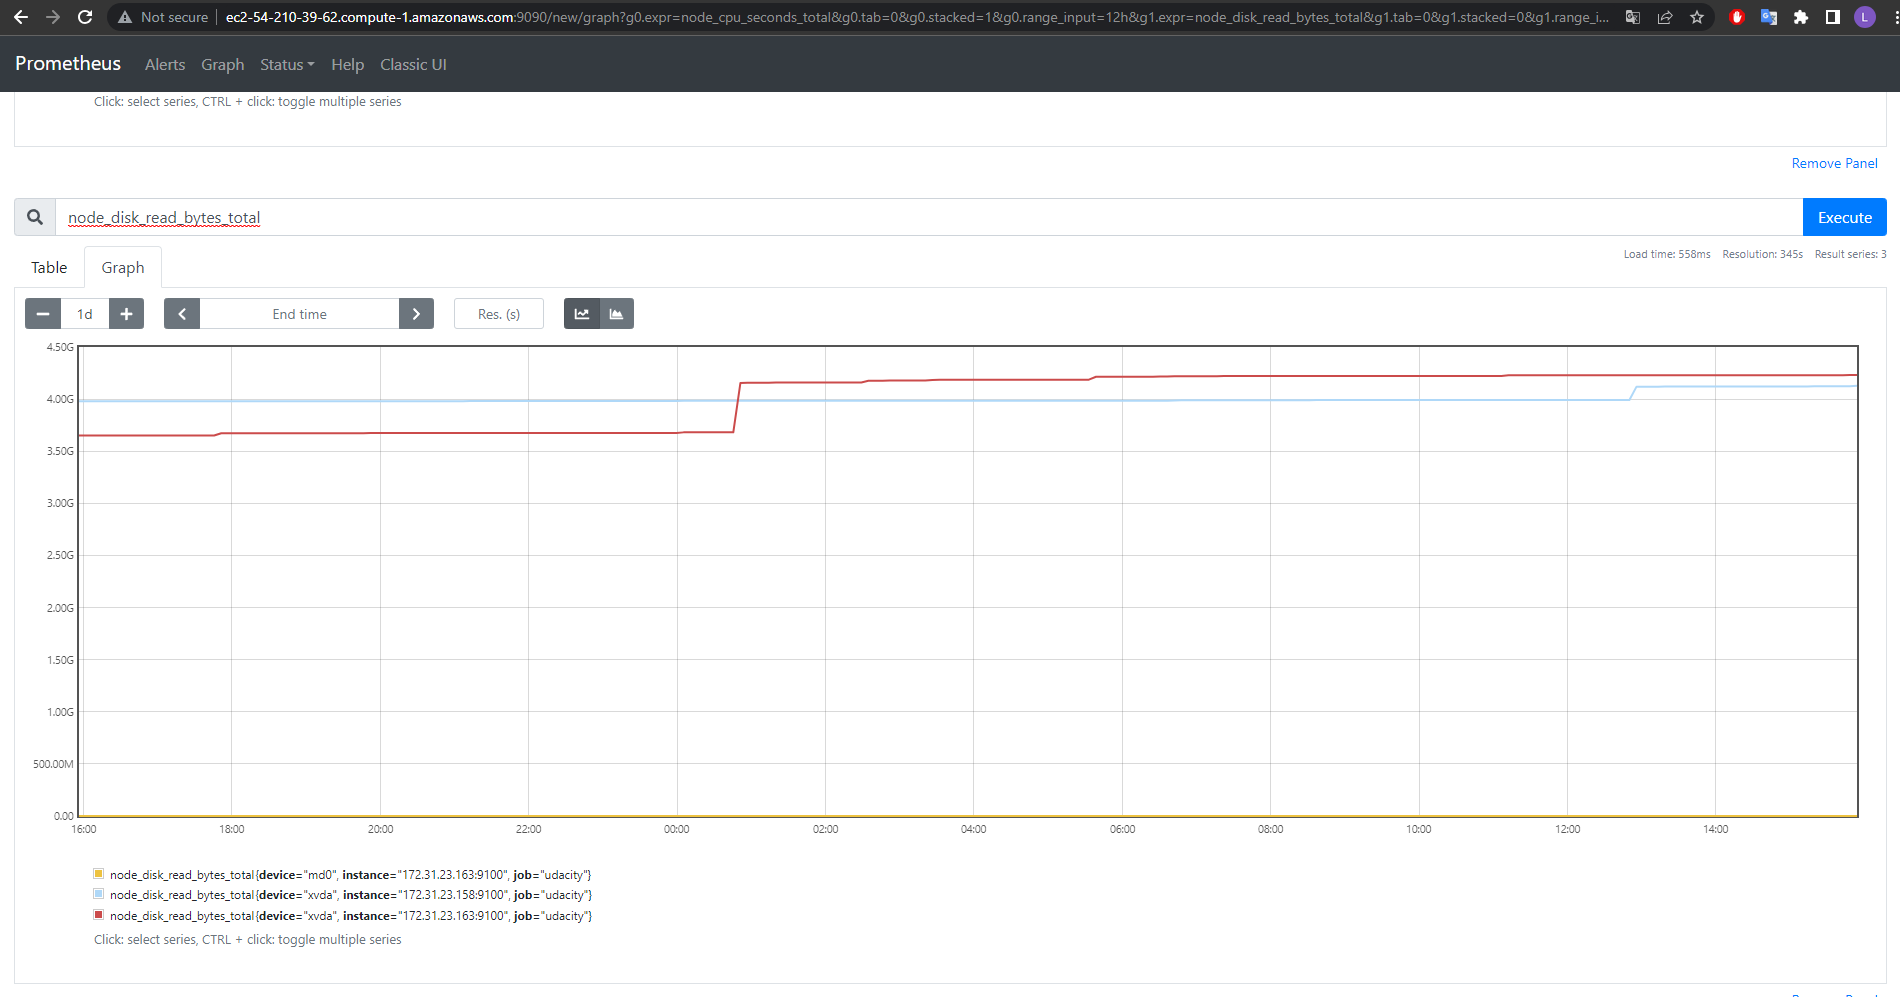 Not secure | ec2-54-210-39-62.compute-1.amazonaws.com:9090/new/graph?g0.expr=node_cpu_seconds_total&g0.tab=0&g0.stacked=1&g0.range_input=12h&g1.expr=node_disk_read_bytes_total&g1.tab=0&g1.stacked=0&g1.range_i... L
Prometheus Alerts Graph Status Help Classic UI
Click: select series, CTRL + click: toggle multiple series
Remove Panel
node_disk_read_bytes_total Execute
Load time: 558ms Resolution: 345s Result series: 3
Table Graph
1d End time Res. (s)
4.50G
4.00G
3.50G
3.00G
2.50G
2.00G
1.50G
1.00G
500.00M
0.00
16:00 18:00 20:00 22:00 00:00 02:00 04:00 06:00 08:00 10:00 12:00 14:00
node_disk_read_bytes_total{device="md0", instance="172.31.23.163:9100", job="udacity"}
node_disk_read_bytes_total{device="xvda", instance="172.31.23.158:9100", job="udacity"}
node_disk_read_bytes_total{device="xvda", instance="172.31.23.163:9100", job="udacity"}
Click: select series, CTRL + click: toggle multiple series